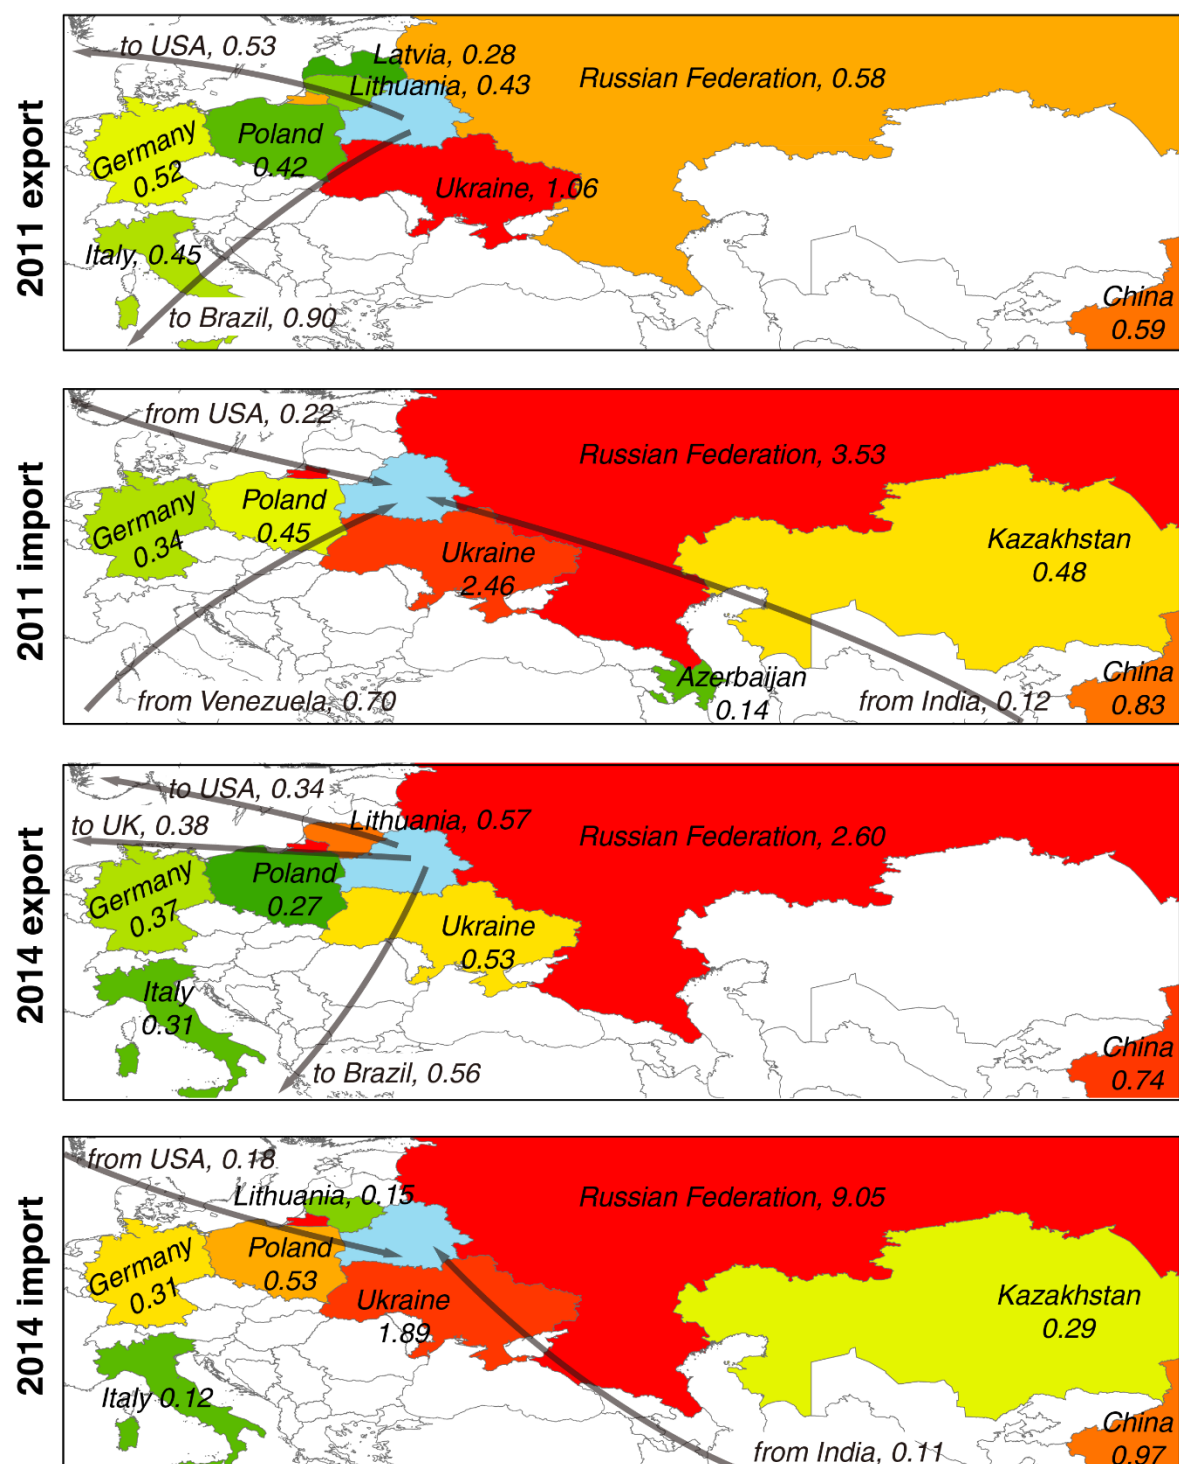 2011 export
to USA, 0.53
Latvia, 0.28
Lithuania, 0.43
Russian Federation, 0.58
Germany
0.52
Poland
0.42
Ukraine, 1.06
Italy, 0.45
to Brazil, 0.90
China
0.59
2011 import
from USA, 0.22
Russian Federation, 3.53
Germany
0.34
Poland
0.45
Ukraine
2.46
Kazakhstan
0.48
from Venezuela, 0.70
Azerbaijan
0.14
from India, 0.12
China
0.83
2014 export
to USA, 0.34
to UK, 0.38
Lithuania, 0.57
Russian Federation, 2.60
Germany
0.37
Poland
0.27
Ukraine
0.53
Italy
0.31
to Brazil, 0.56
China
0.74
2014 import
from USA, 0.18
Lithuania, 0.15
Russian Federation, 9.05
Germany
0.31
Poland
0.53
Ukraine
1.89
Kazakhstan
0.29
Italy 0.12
from India, 0.11
China
0.97